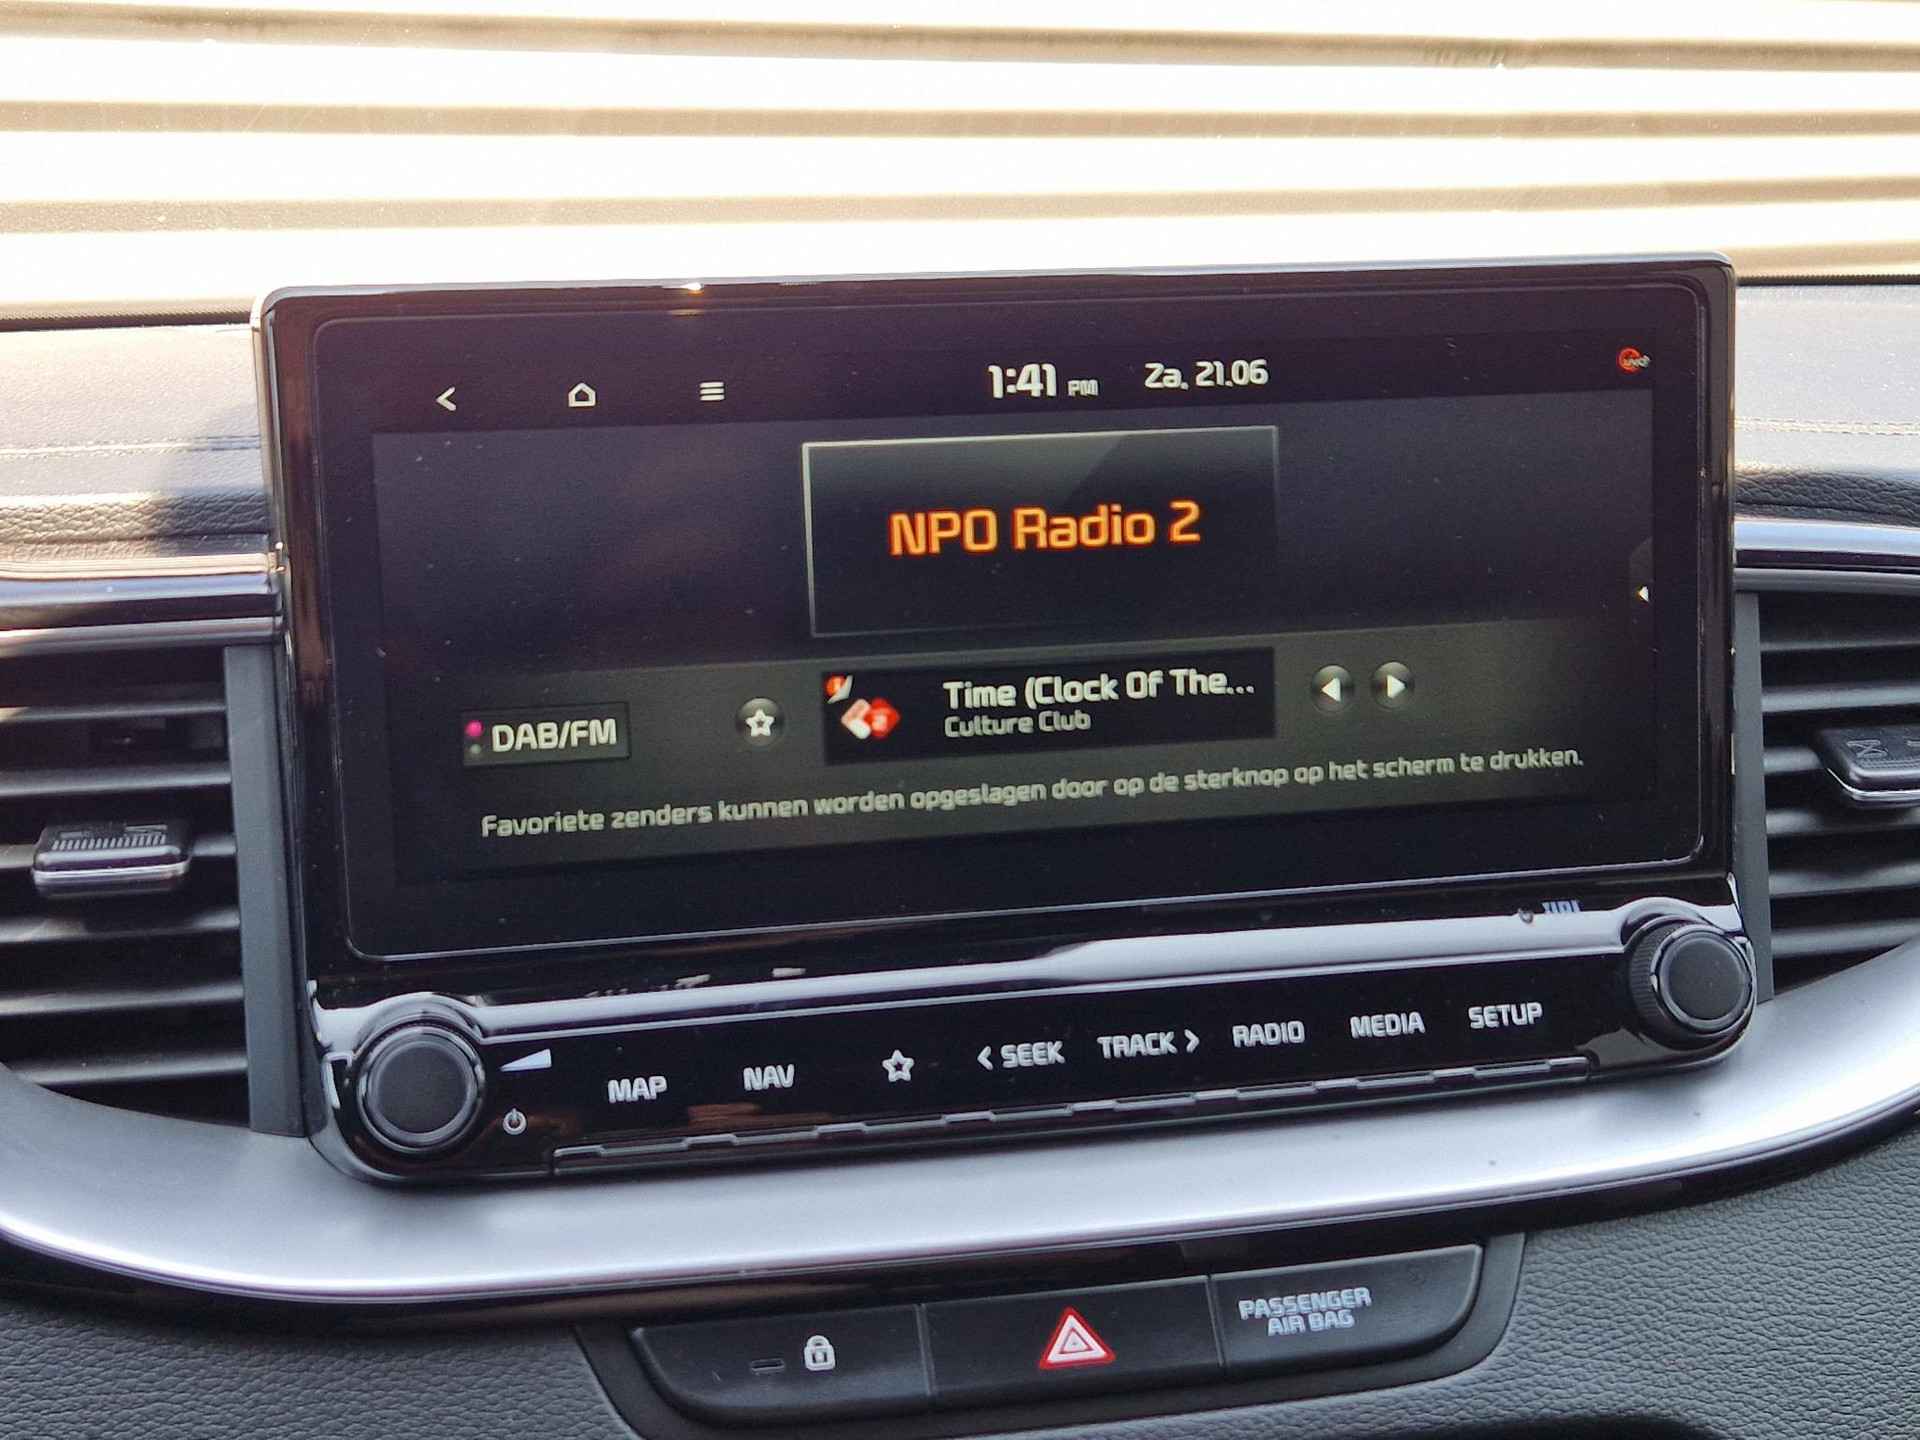 1:41 PM Za. 21.06
NPO Radio 2
Time (Clock Of The...
Culture Club
DAB/FM
Favoriete zenders kunnen worden opgeslagen door op de sterknop op het scherm te drukken.
MAP NAV < SEEK TRACK > RADIO MEDIA SETUP
PASSENGER
AIR BAG